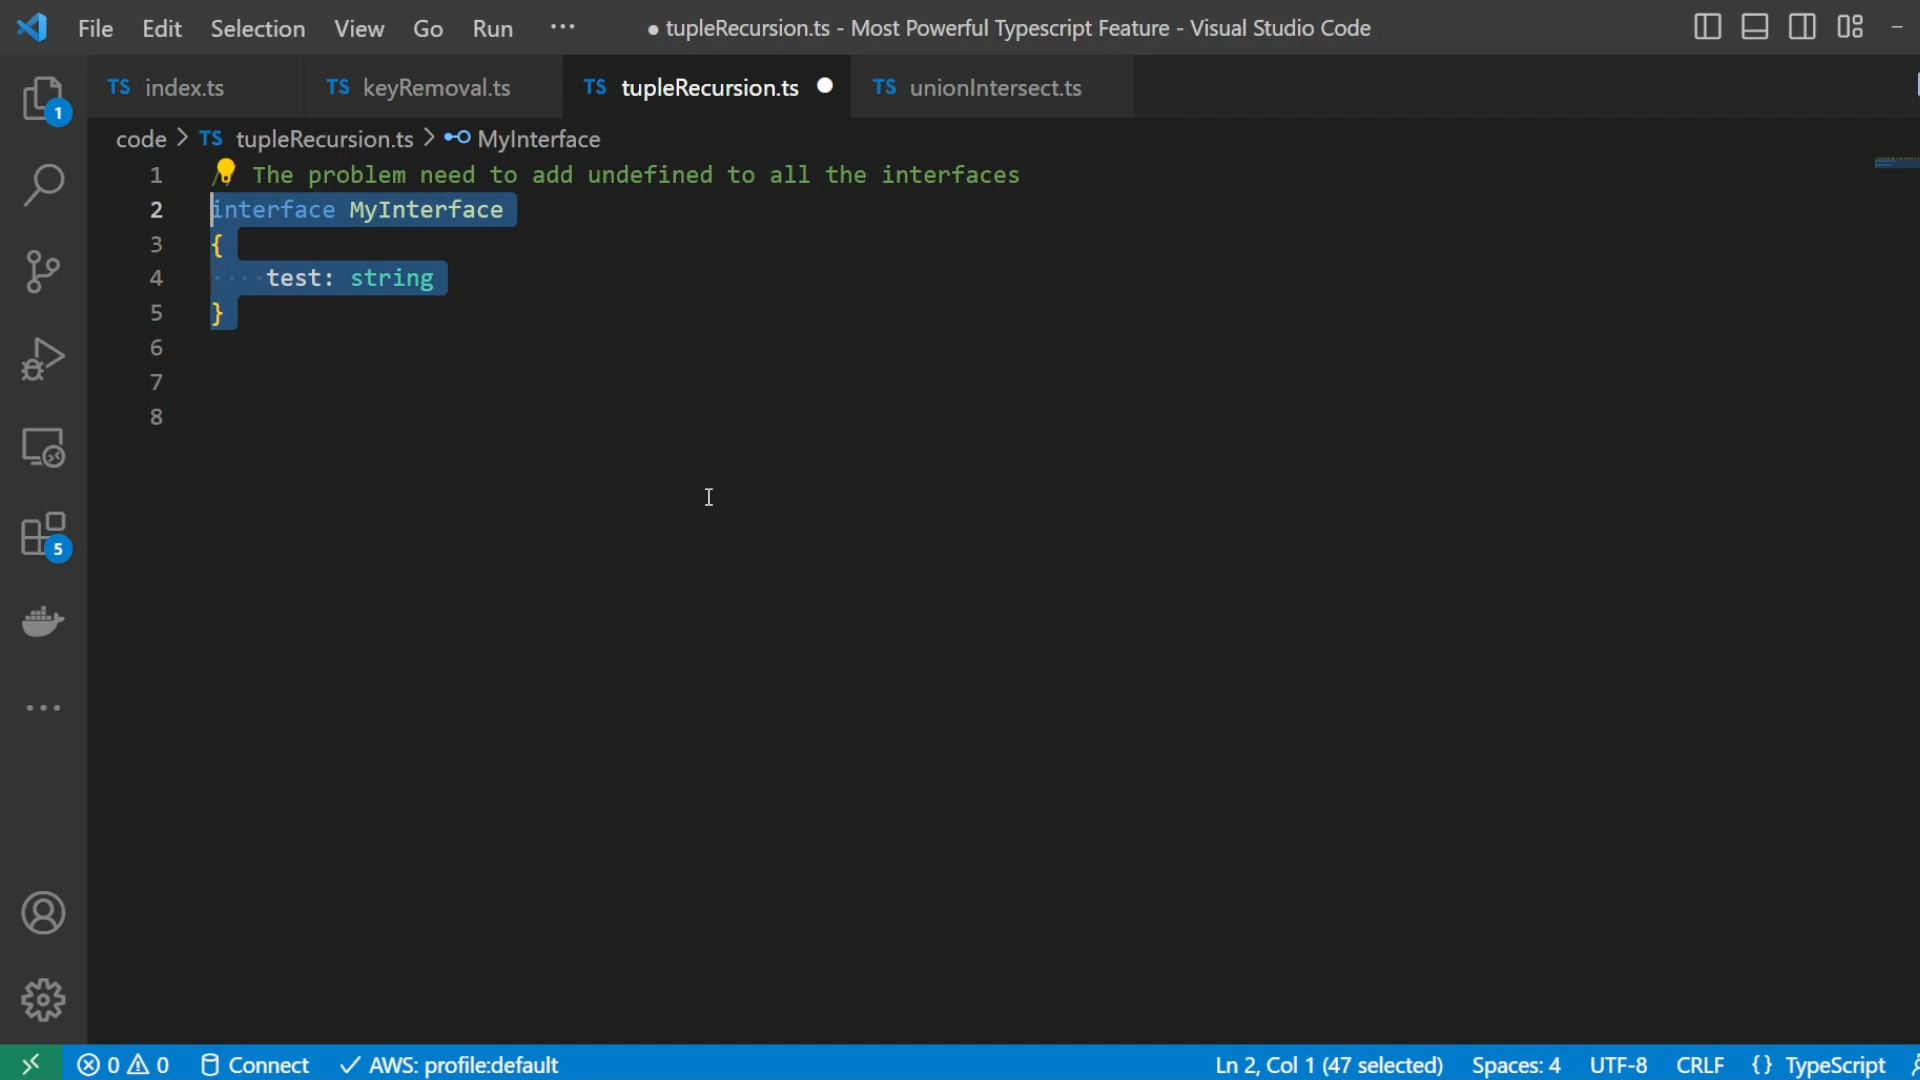 File Edit Selection View Go Run ··· ● tupleRecursion.ts - Most Powerful Typescript Feature - Visual Studio Code
TS index.ts TS keyRemoval.ts TS tupleRecursion.ts ● TS unionIntersect.ts
1
code > TS tupleRecursion.ts > MyInterface
1 // The problem need to add undefined to all the interfaces
2 interface MyInterface
3 {
4 ····test: string
5 }
6
7
8
5
0 0 Connect AWS: profile:default Ln 2, Col 1 (47 selected) Spaces: 4 UTF-8 CRLF {} TypeScript